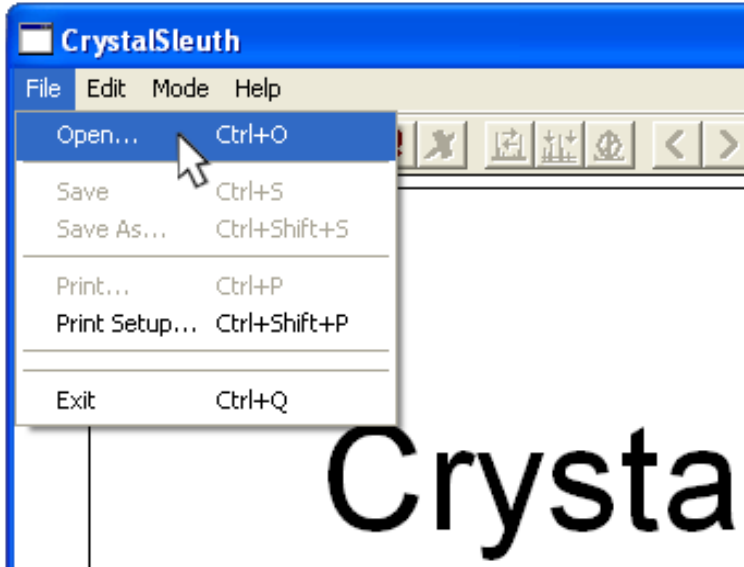 CrystalSleuth
File Edit Mode Help
Open... Ctrl+O
Save Ctrl+S
Save As... Ctrl+Shift+S
Print... Ctrl+P
Print Setup... Ctrl+Shift+P
Exit Ctrl+Q
Crysta